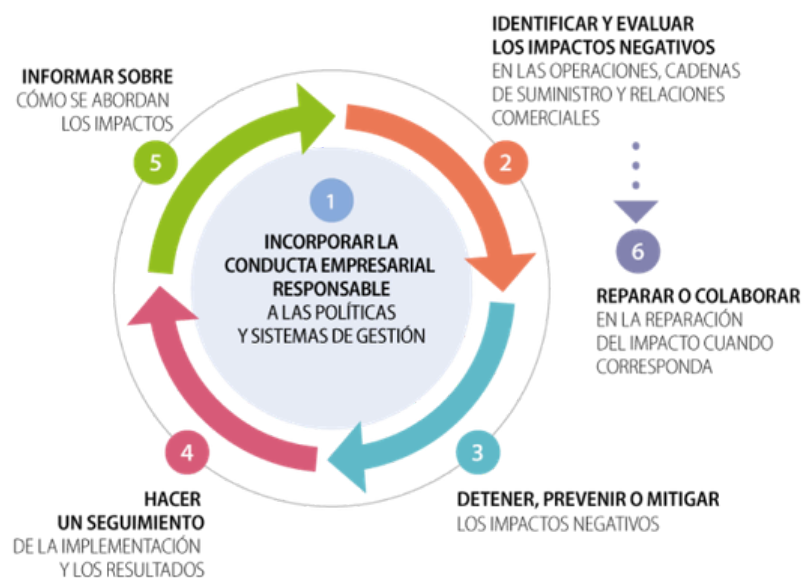 1
INCORPORAR LA
CONDUCTA EMPRESARIAL
RESPONSABLE
A LAS POLÍTICAS
Y SISTEMAS DE GESTIÓN
IDENTIFICAR Y EVALUAR
LOS IMPACTOS NEGATIVOS
EN LAS OPERACIONES, CADENAS
DE SUMINISTRO Y RELACIONES
COMERCIALES
2
3
DETENER, PREVENIR O MITIGAR
LOS IMPACTOS NEGATIVOS
4
HACER
UN SEGUIMIENTO
DE LA IMPLEMENTACIÓN
Y LOS RESULTADOS
INFORMAR SOBRE
CÓMO SE ABORDAN
LOS IMPACTOS
5
6
REPARAR O COLABORAR
EN LA REPARACIÓN
DEL IMPACTO CUANDO
CORRESPONDA